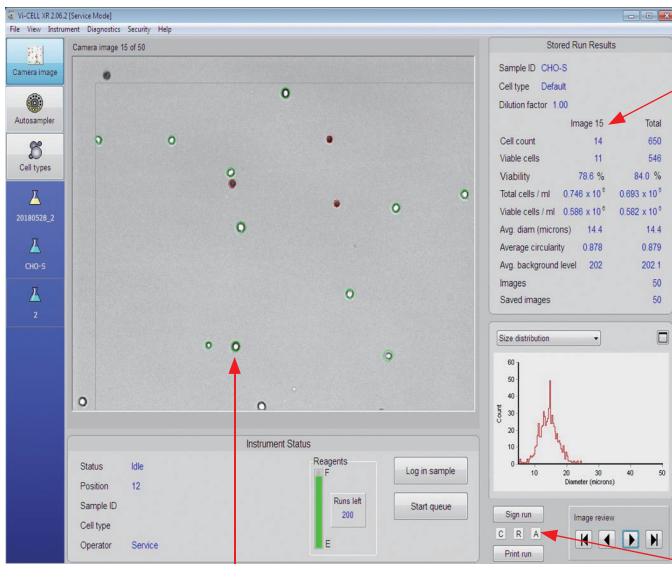 Vi-CELL XR 2.06.2 [Service Mode]
File View Instrument Diagnostics Security Help
Camera image
Autosampler
Cell types
20180528_2
CHO-S
2
Camera image 15 of 50
Stored Run Results
Sample ID CHO-S
Cell type Default
Dilution factor 1.00
Image 15 Total
Cell count 14 650
Viable cells 11 546
Viability 78.6 % 84.0 %
Total cells / ml 0.746 x 10⁶ 0.693 x 10⁶
Viable cells / ml 0.586 x 10⁶ 0.582 x 10⁶
Avg. diam (microns) 14.4 14.4
Average circularity 0.878 0.879
Avg. background level 202 202.1
Images 50
Saved images 50
Size distribution
60
50
40
30
20
10
0
Count
10 20 30 40 50
Diameter (microns)
Instrument Status
Status Idle
Position 12
Sample ID
Cell type
Operator Service
Reagents
F
E
Runs left
200
Log in sample
Start queue
Sign run
C R A
Print run
Image review